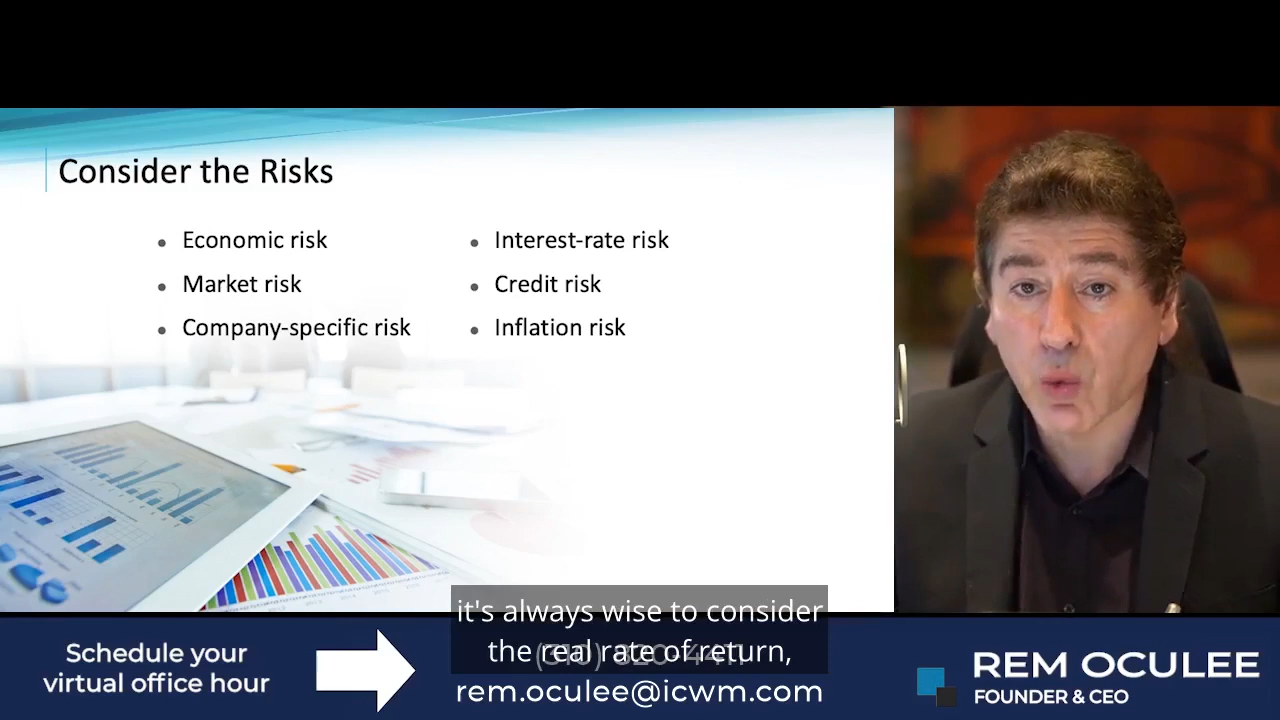 Consider the Risks
Economic risk
Market risk
Company-specific risk
Interest-rate risk
Credit risk
Inflation risk
it's always wise to consider
the real rate of return,
Schedule your
virtual office hour
rem.oculee@icwm.com
REM OCULEE
FOUNDER & CEO